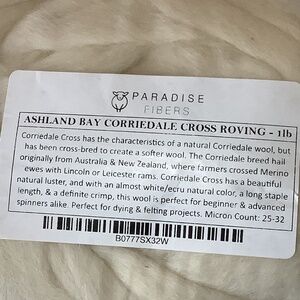 PARADISE
FIBERS
ASHLAND BAY CORRIEDALE CROSS ROVING - 1lb
Corriedale Cross has the characteristics of a natural Corriedale wool, but
has been cross-bred to create a softer wool. The Corriedale breed hail
originally from Australia & New Zealand, where farmers crossed Merino
ewes with Lincoln or Leicester rams. Corriedale Cross has a beautiful
natural luster, and with an almost white/ecru natural color, a long staple
length, & a definite crimp, this wool is perfect for beginner & advanced
spinners alike. Perfect for dying & felting projects. Micron Count: 25-32
B0777SX32W